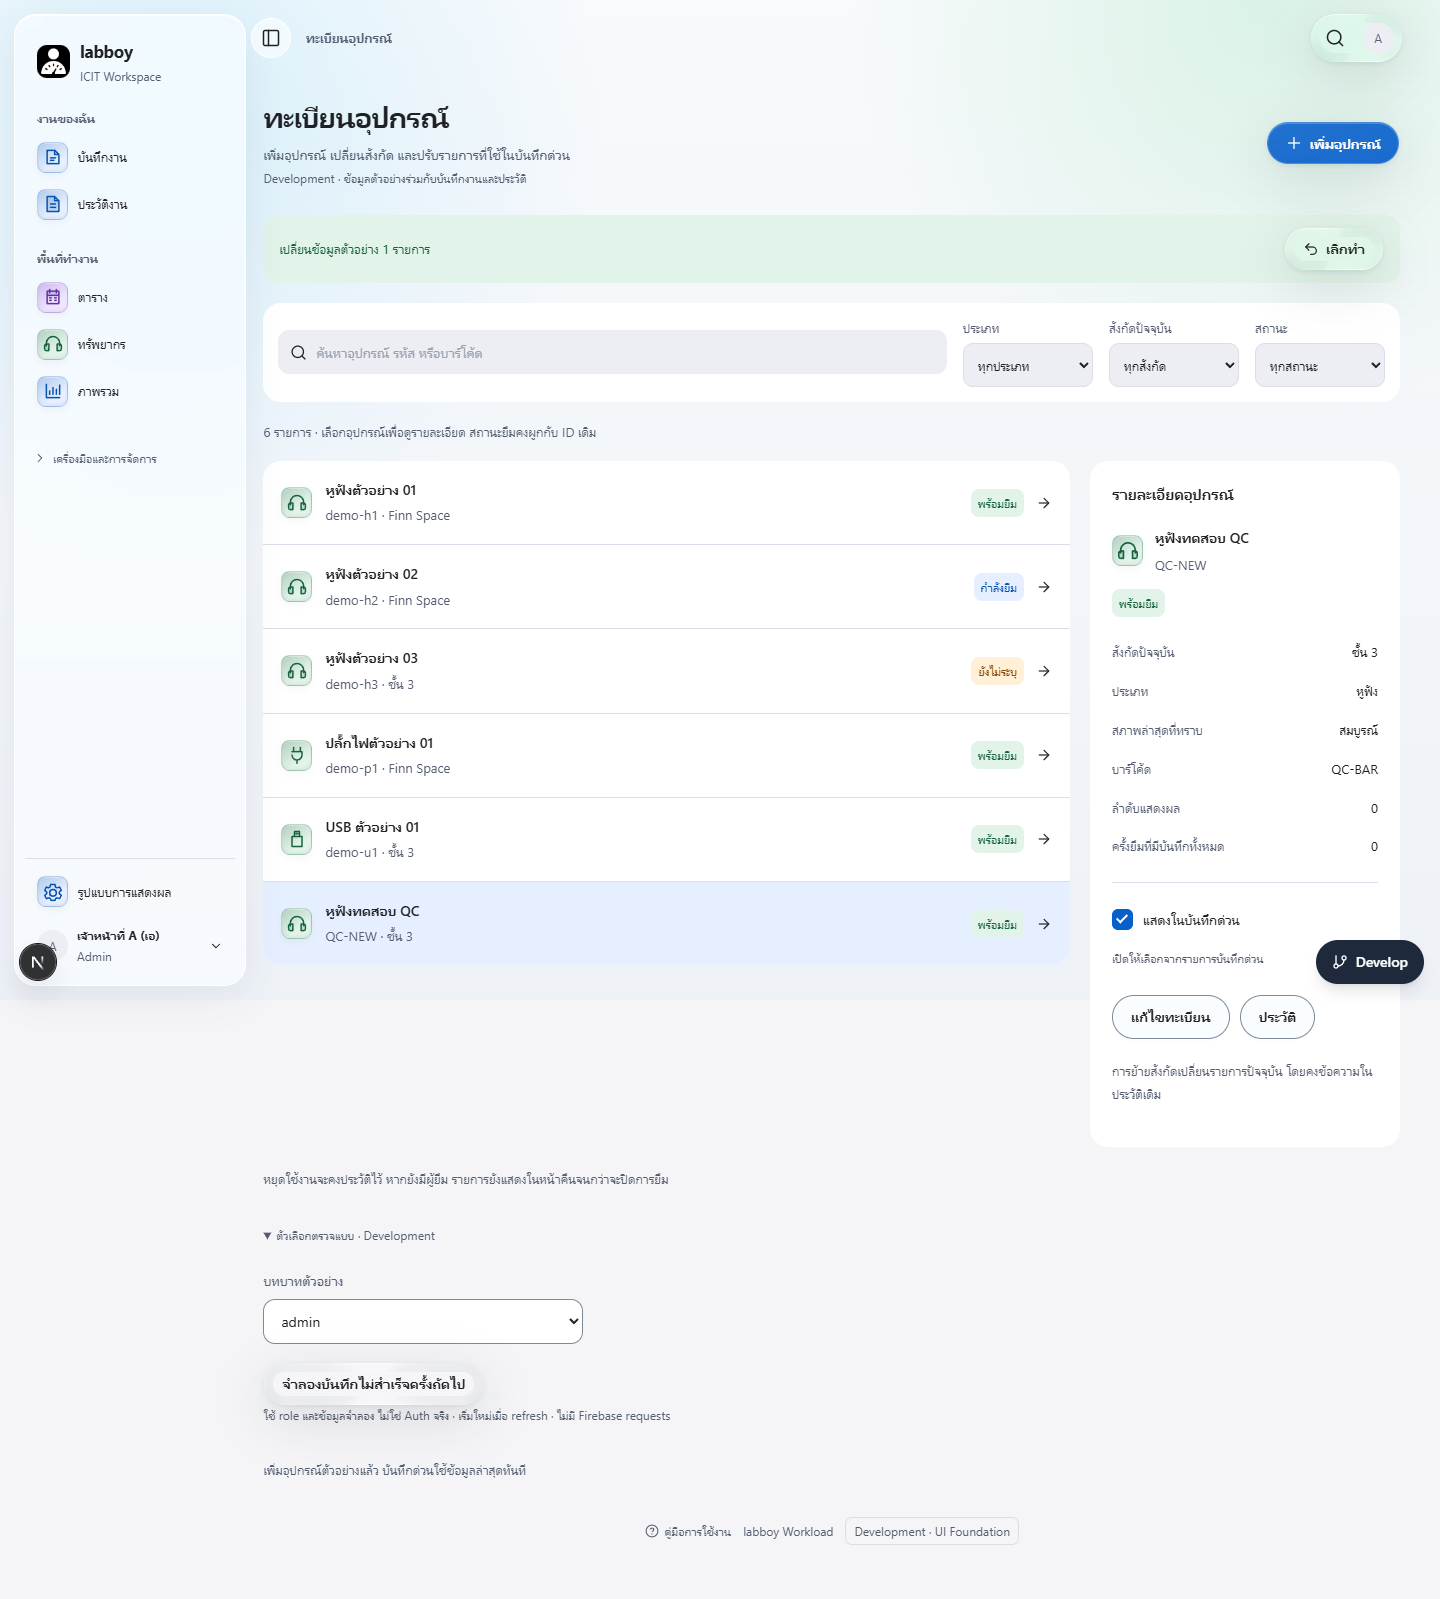 labboy
ICIT Workspace
งานของฉัน
บันทึกงาน
ประวัติงาน
พื้นที่ทำงาน
ตาราง
ทรัพยากร
ภาพรวม
เครื่องมือและการจัดการ
รูปแบบการแสดงผล
เจ้าหน้าที่ A (เอ)
Admin
A
N
ทะเบียนอุปกรณ์
A
ทะเบียนอุปกรณ์
เพิ่มอุปกรณ์ เปลี่ยนสังกัด และปรับรายการที่ใช้ในบันทึกด่วน
Development · ข้อมูลตัวอย่างร่วมกับบันทึกงานและประวัติ
เพิ่มอุปกรณ์
เปลี่ยนข้อมูลตัวอย่าง 1 รายการ
เลิกทำ
ค้นหาอุปกรณ์ รหัส หรือบาร์โค้ด
ประเภท
ทุกประเภท
สังกัดปัจจุบัน
ทุกสังกัด
สถานะ
ทุกสถานะ
6 รายการ · เลือกอุปกรณ์เพื่อดูรายละเอียด สถานะยืมคงผูกกับ ID เดิม
หูฟังตัวอย่าง 01
demo-h1 · Finn Space
พร้อมยืม
หูฟังตัวอย่าง 02
demo-h2 · Finn Space
กำลังยืม
หูฟังตัวอย่าง 03
demo-h3 · ชั้น 3
ยังไม่ระบุ
ปลั๊กไฟตัวอย่าง 01
demo-p1 · Finn Space
พร้อมยืม
USB ตัวอย่าง 01
demo-u1 · ชั้น 3
พร้อมยืม
หูฟังทดสอบ QC
QC-NEW · ชั้น 3
พร้อมยืม
รายละเอียดอุปกรณ์
หูฟังทดสอบ QC
QC-NEW
พร้อมยืม
สังกัดปัจจุบัน ชั้น 3
ประเภท หูฟัง
สภาพล่าสุดที่ทราบ สมบูรณ์
บาร์โค้ด QC-BAR
ลำดับแสดงผล 0
ครั้งยืมที่มีบันทึกทั้งหมด 0
แสดงในบันทึกด่วน
เปิดให้เลือกจากรายการบันทึกด่วน
Develop
แก้ไขทะเบียน
ประวัติ
การย้ายสังกัดเปลี่ยนรายการปัจจุบัน โดยคงข้อความใน
ประวัติเดิม
หยุดใช้งานจะคงประวัติไว้ หากยังมีผู้ยืม รายการยังแสดงในหน้าคืนจนกว่าจะปิดการยืม
ตัวเลือกตรวจแบบ · Development
บทบาทตัวอย่าง
admin
จำลองบันทึกไม่สำเร็จครั้งถัดไป
ใช้ role และข้อมูลจำลอง ไม่ใช่ Auth จริง · เริ่มใหม่เมื่อ refresh · ไม่มี Firebase requests
เพิ่มอุปกรณ์ตัวอย่างแล้ว บันทึกด่วนใช้ข้อมูลล่าสุดทันที
คู่มือการใช้งาน
labboy Workload
Development · UI Foundation